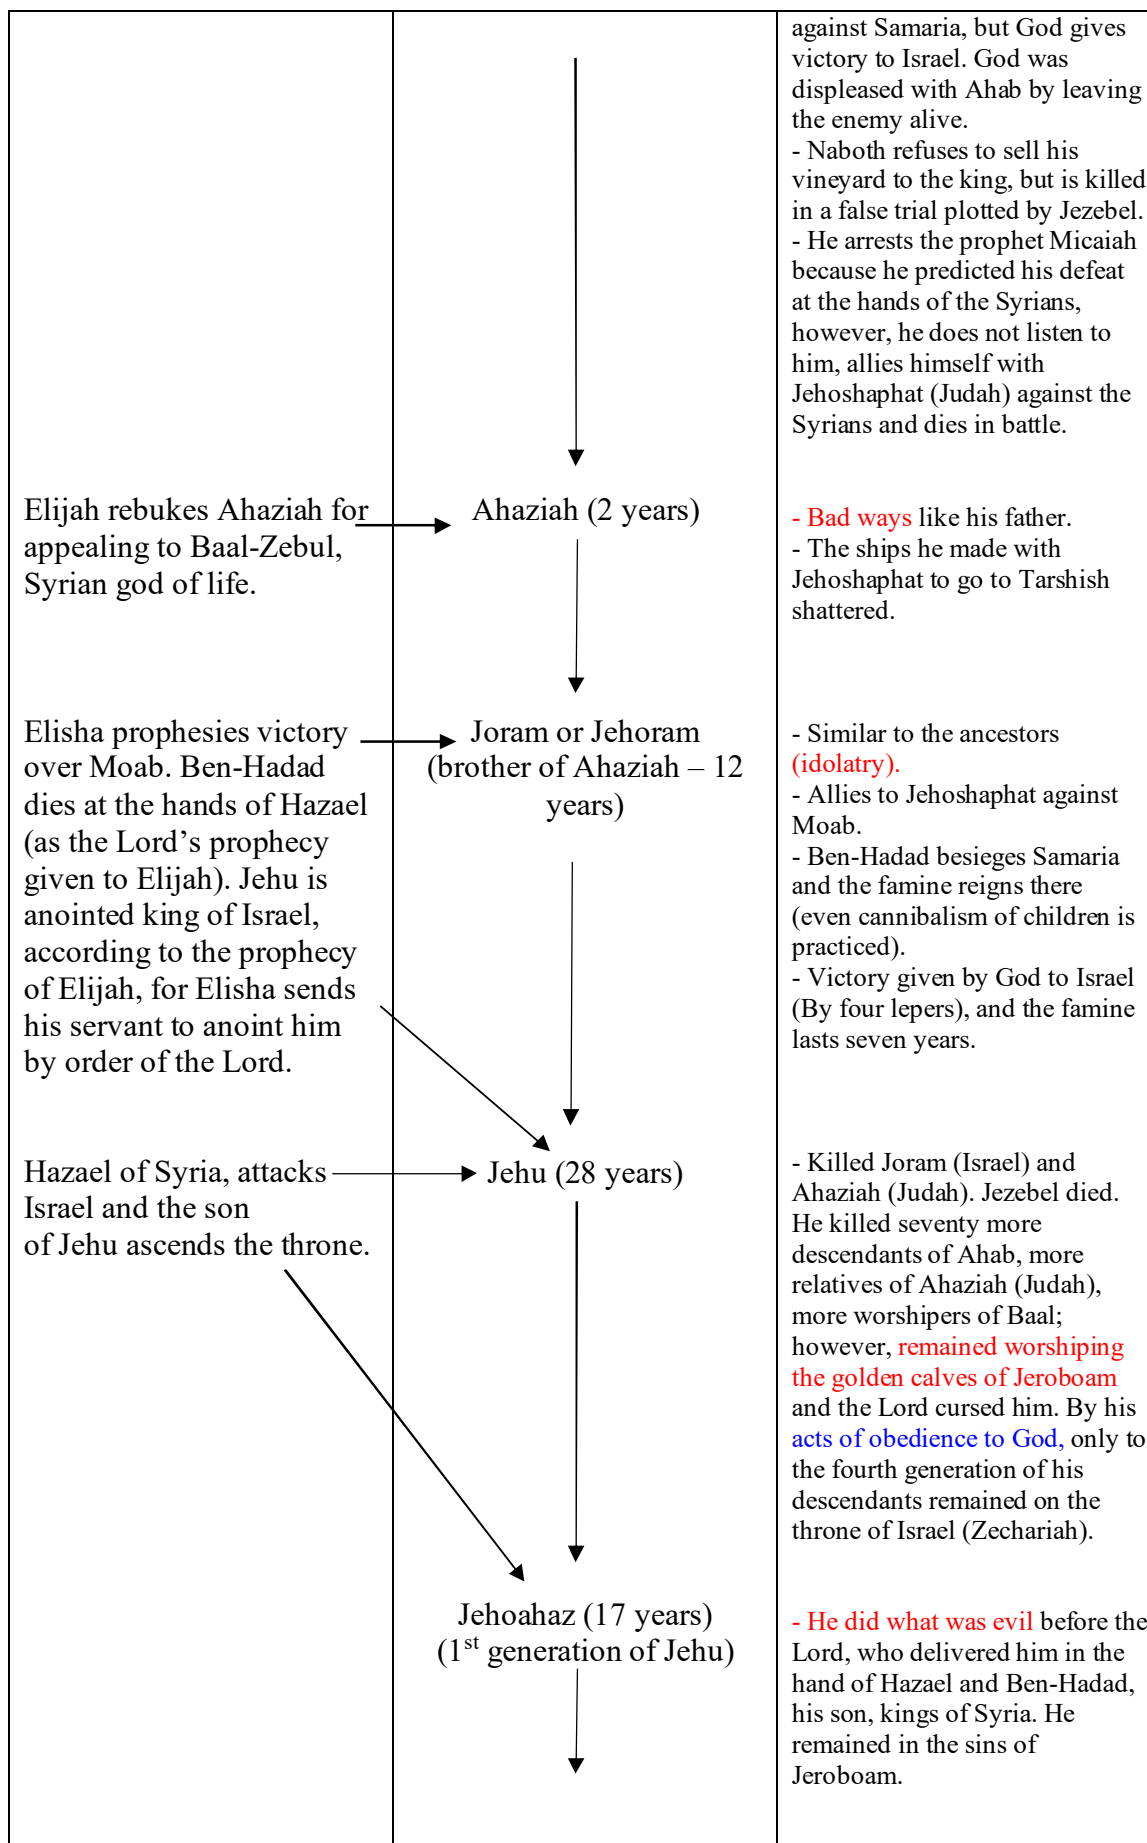 against Samaria, but God gives
victory to Israel. God was
displeased with Ahab by leaving
the enemy alive.
- Naboth refuses to sell his
vineyard to the king, but is killed
in a false trial plotted by Jezebel.
- He arrests the prophet Micaiah
because he predicted his defeat
at the hands of the Syrians,
however, he does not listen to
him, allies himself with
Jehoshaphat (Judah) against the
Syrians and dies in battle.
Elijah rebukes Ahaziah for
appealing to Baal-Zebul,
Syrian god of life.
Ahaziah (2 years)
- Bad ways like his father.
- The ships he made with
Jehoshaphat to go to Tarshish
shattered.
Elisha prophesies victory
over Moab. Ben-Hadad
dies at the hands of Hazael
(as the Lord’s prophecy
given to Elijah). Jehu is
anointed king of Israel,
according to the prophecy
of Elijah, for Elisha sends
his servant to anoint him
by order of the Lord.
Joram or Jehoram
(brother of Ahaziah – 12
years)
- Similar to the ancestors
(idolatry).
- Allies to Jehoshaphat against
Moab.
- Ben-Hadad besieges Samaria
and the famine reigns there
(even cannibalism of children is
practiced).
- Victory given by God to Israel
(By four lepers), and the famine
lasts seven years.
Hazael of Syria, attacks
Israel and the son
of Jehu ascends the throne.
Jehu (28 years)
- Killed Joram (Israel) and
Ahaziah (Judah). Jezebel died.
He killed seventy more
descendants of Ahab, more
relatives of Ahaziah (Judah),
more worshipers of Baal;
however, remained worshiping
the golden calves of Jeroboam
and the Lord cursed him. By his
acts of obedience to God, only to
the fourth generation of his
descendants remained on the
throne of Israel (Zechariah).
Jehoahaz (17 years)
(1st generation of Jehu)
- He did what was evil before the
Lord, who delivered him in the
hand of Hazael and Ben-Hadad,
his son, kings of Syria. He
remained in the sins of
Jeroboam.